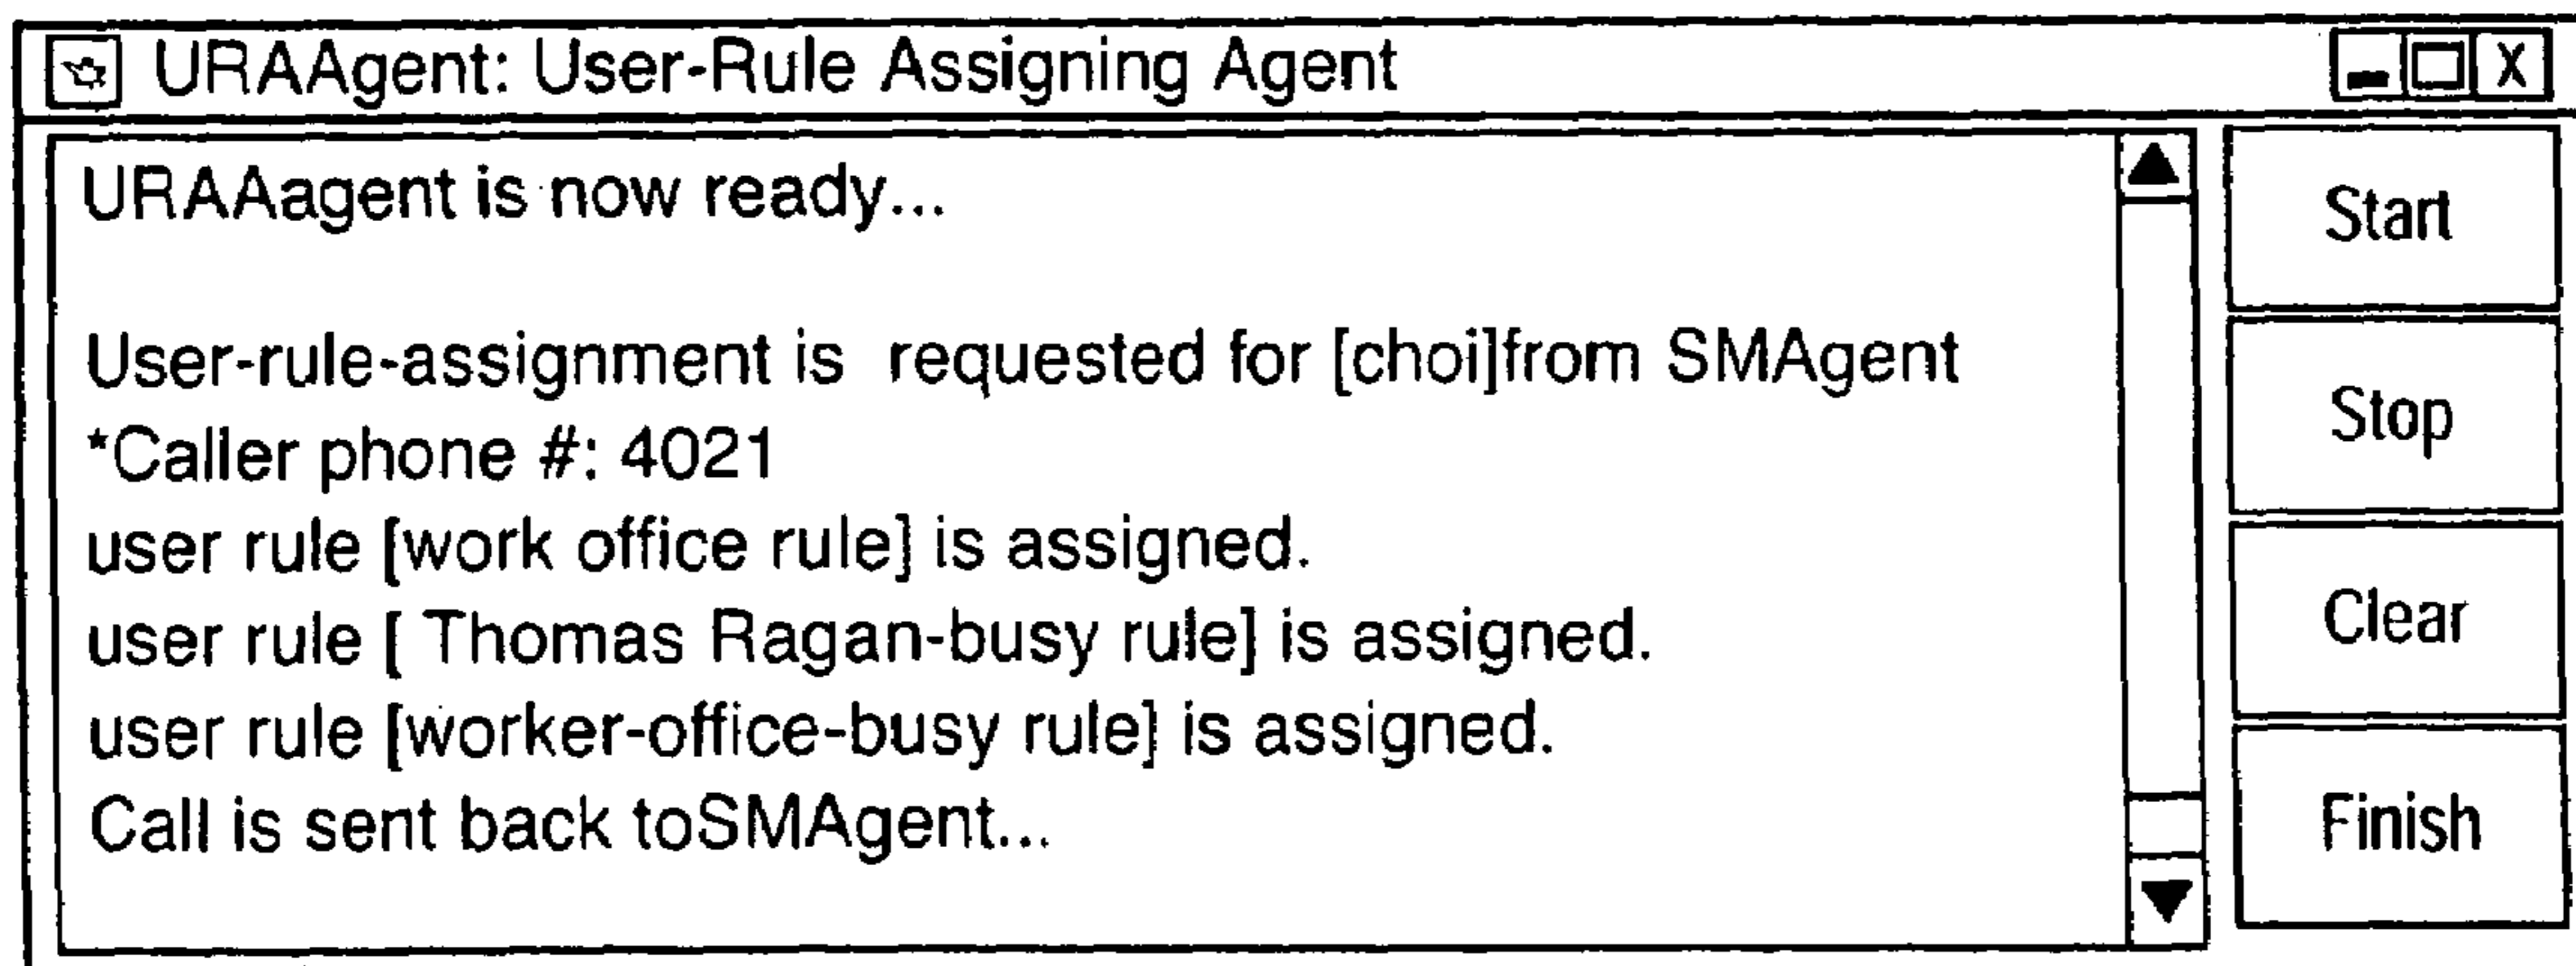 URAAgent: User-Rule Assigning Agent
X
URAAagent is now ready...
User-rule-assignment is requested for [choi]from SMAgent
*Caller phone #: 4021
user rule [work office rule] is assigned.
user rule [ Thomas Ragan-busy rule] is assigned.
user rule [worker-office-busy rule] is assigned.
Call is sent back toSMAgent...
Start
Stop
Clear
Finish